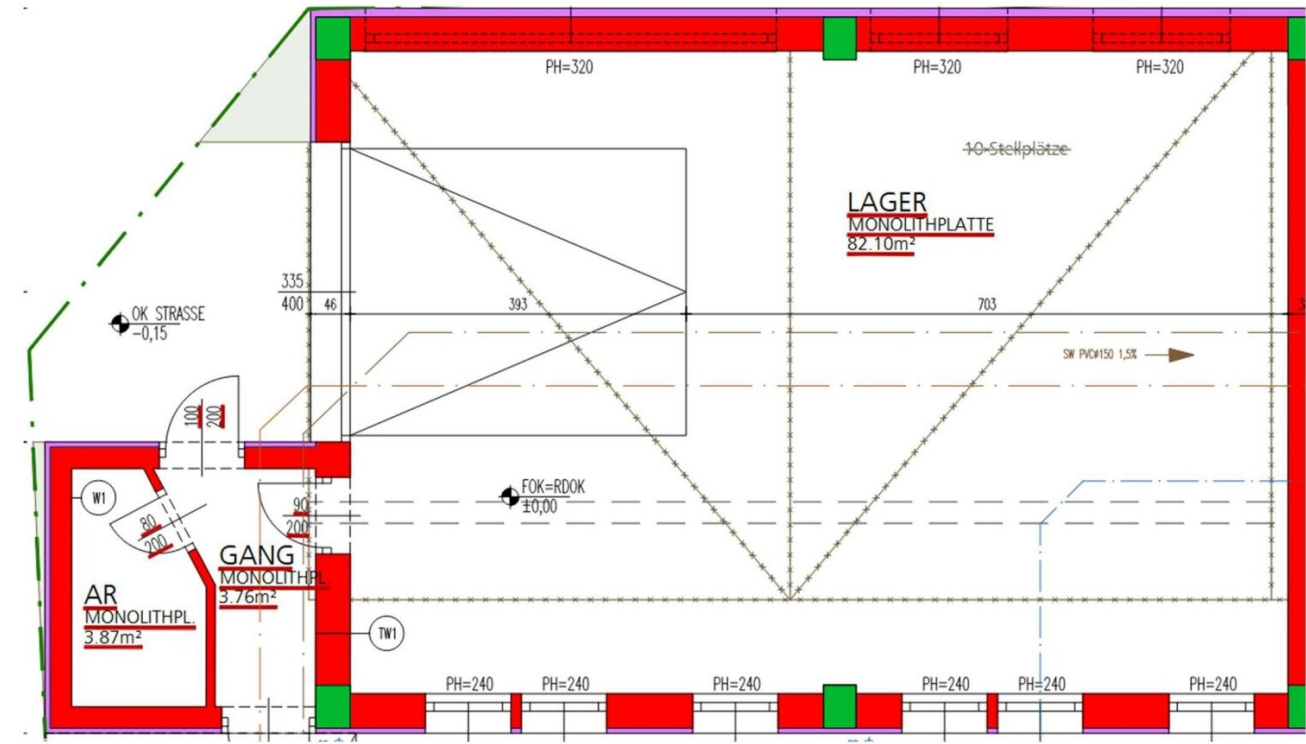 PH=320
PH=320
PH=320
10 Stellplätze
LAGER
MONOLITHPLATTE
82.10m²
335
400
46
393
703
OK STRASSE
-0,15
SW PVCø150 1,5%
100
200
W1
FOK=RDOK
±0,00
90
200
80
200
GANG
MONOLITHPL.
3.76m²
AR
MONOLITHPL.
3.87m²
TW1
PH=240
PH=240
PH=240
PH=240
PH=240
PH=240